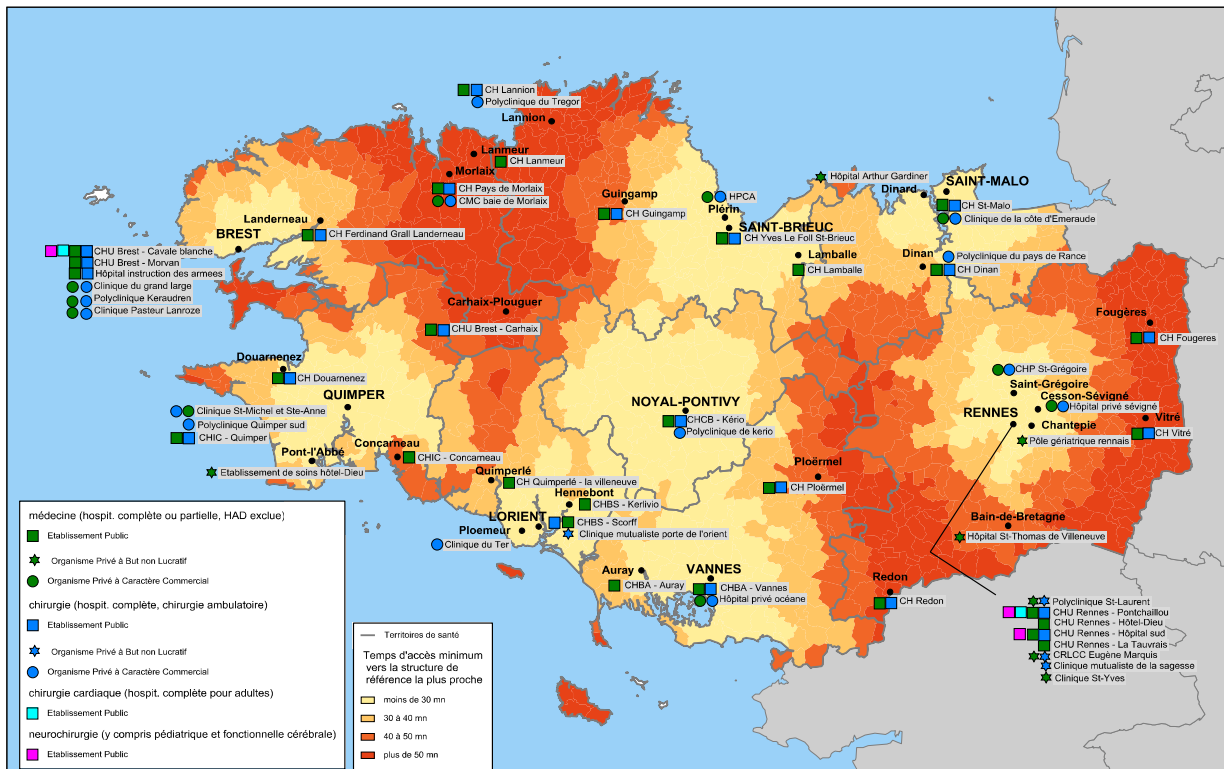 CH Lannion
Polyclinique du Tregor
Lannion
Lanmeur
CH Lanmeur
Morlaix
CH Pays de Morlaix
CMC baie de Morlaix
Guingamp
CH Guingamp
HPCA
Plérin
SAINT-BRIEUC
CH Yves Le Foll St-Brieuc
Lamballe
CH Lamballe
Hôpital Arthur Gardiner
Dinard
SAINT-MALO
CH St-Malo
Clinique de la côte d'Emeraude
Polyclinique du pays de Rance
Dinan
CH Dinan
Landerneau
CH Ferdinand Grall Landerneau
BREST
CHU Brest - Cavale blanche
CHU Brest - Morvan
Hôpital instruction des armees
Clinique du grand large
Polyclinique Keraudren
Clinique Pasteur Lanroze
Carhaix-Plouguer
CHU Brest - Carhaix
Fougères
CH Fougeres
Douarnenez
CH Douarnenez
QUIMPER
Clinique St-Michel et Ste-Anne
Polyclinique Quimper sud
CHIC - Quimper
Pont-l'Abbé
Etablissement de soins hôtel-Dieu
Concarneau
CHIC - Concarneau
NOYAL-PONTIVY
CHCB - Kério
Polyclinique de kerio
CHP St-Grégoire
Saint-Grégoire
Cesson-Sévigné
Hôpital privé sévigné
RENNES
Chantepie
Pôle gériatrique rennais
Vitré
CH Vitré
Quimperlé
CH Quimperlé - la villeneuve
Hennebont
CHBS - Kerlivio
LORIENT
CHBS - Scorff
Ploemeur
Clinique mutualiste porte de l'orient
Clinique du Ter
Ploërmel
CH Ploërmel
Bain-de-Bretagne
Hôpital St-Thomas de Villeneuve
Auray
CHBA - Auray
VANNES
CHBA - Vannes
Hôpital privé océane
Redon
CH Redon
Polyclinique St-Laurent
CHU Rennes - Pontchaillou
CHU Rennes - Hôtel-Dieu
CHU Rennes - Hôpital sud
CHU Rennes - La Tauvrais
CRLCC Eugène Marquis
Clinique mutualiste de la sagesse
Clinique St-Yves
médecine (hospit. complète ou partielle, HAD exclue)
Etablissement Public
Organisme Privé à But non Lucratif
Organisme Privé à Caractère Commercial
chirurgie (hospit. complète, chirurgie ambulatoire)
Etablissement Public
Organisme Privé à But non Lucratif
Organisme Privé à Caractère Commercial
chirurgie cardiaque (hospit. complète pour adultes)
Etablissement Public
neurochirurgie (y compris pédiatrique et fonctionnelle cérébrale)
Etablissement Public
Territoires de santé
Temps d'accès minimum
vers la structure de
référence la plus proche
moins de 30 mn
30 à 40 mn
40 à 50 mn
plus de 50 mn